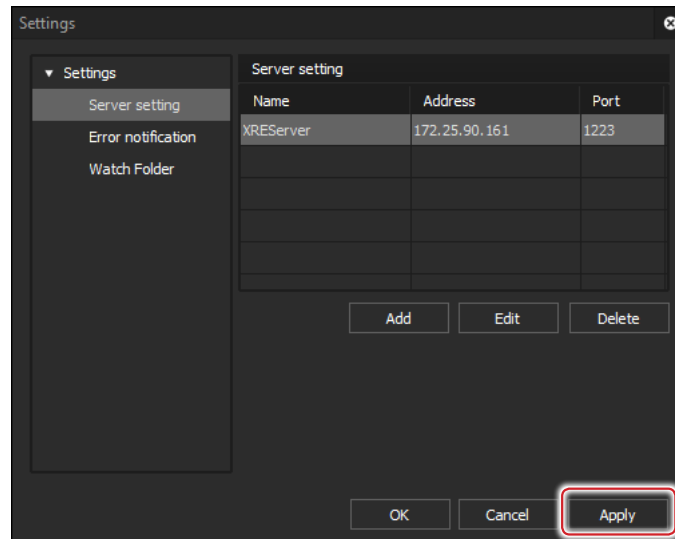 Settings
Settings
Server setting
Error notification
Watch Folder
Server setting
Name Address Port
XREServer 172.25.90.161 1223
Add Edit Delete
OK Cancel Apply